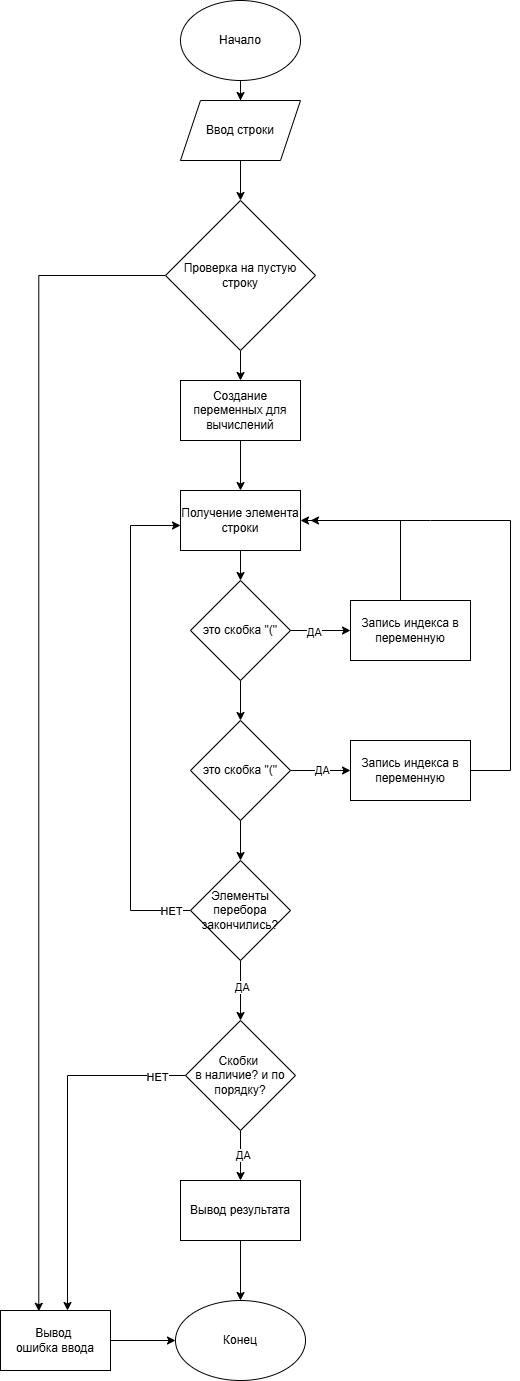 Начало
Ввод строки
Проверка на пустую
строку
Создание
переменных для
вычислений
Получение элемента
строки
это скобка "("
ДА
Запись индекса в
переменную
это скобка "("
ДА
Запись индекса в
переменную
Элементы
перебора
закончились?
НЕТ
ДА
Скобки
в наличие? и по
порядку?
НЕТ
ДА
Вывод результата
Вывод
ошибка ввода
Конец